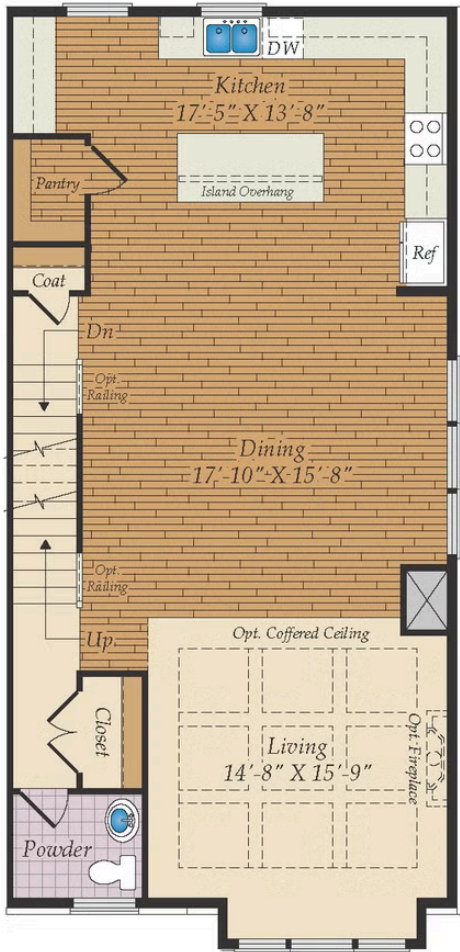 DW
Kitchen
17'-5" X 13'-8"
Pantry
Island Overhang
Ref
Coat
Dn
Opt.
Railing
Dining
17'-10" X 15'-8"
Opt.
Railing
Up
Opt. Coffered Ceiling
Closet
Living
14'-8" X 15'-9"
Opt. Fireplace
Powder